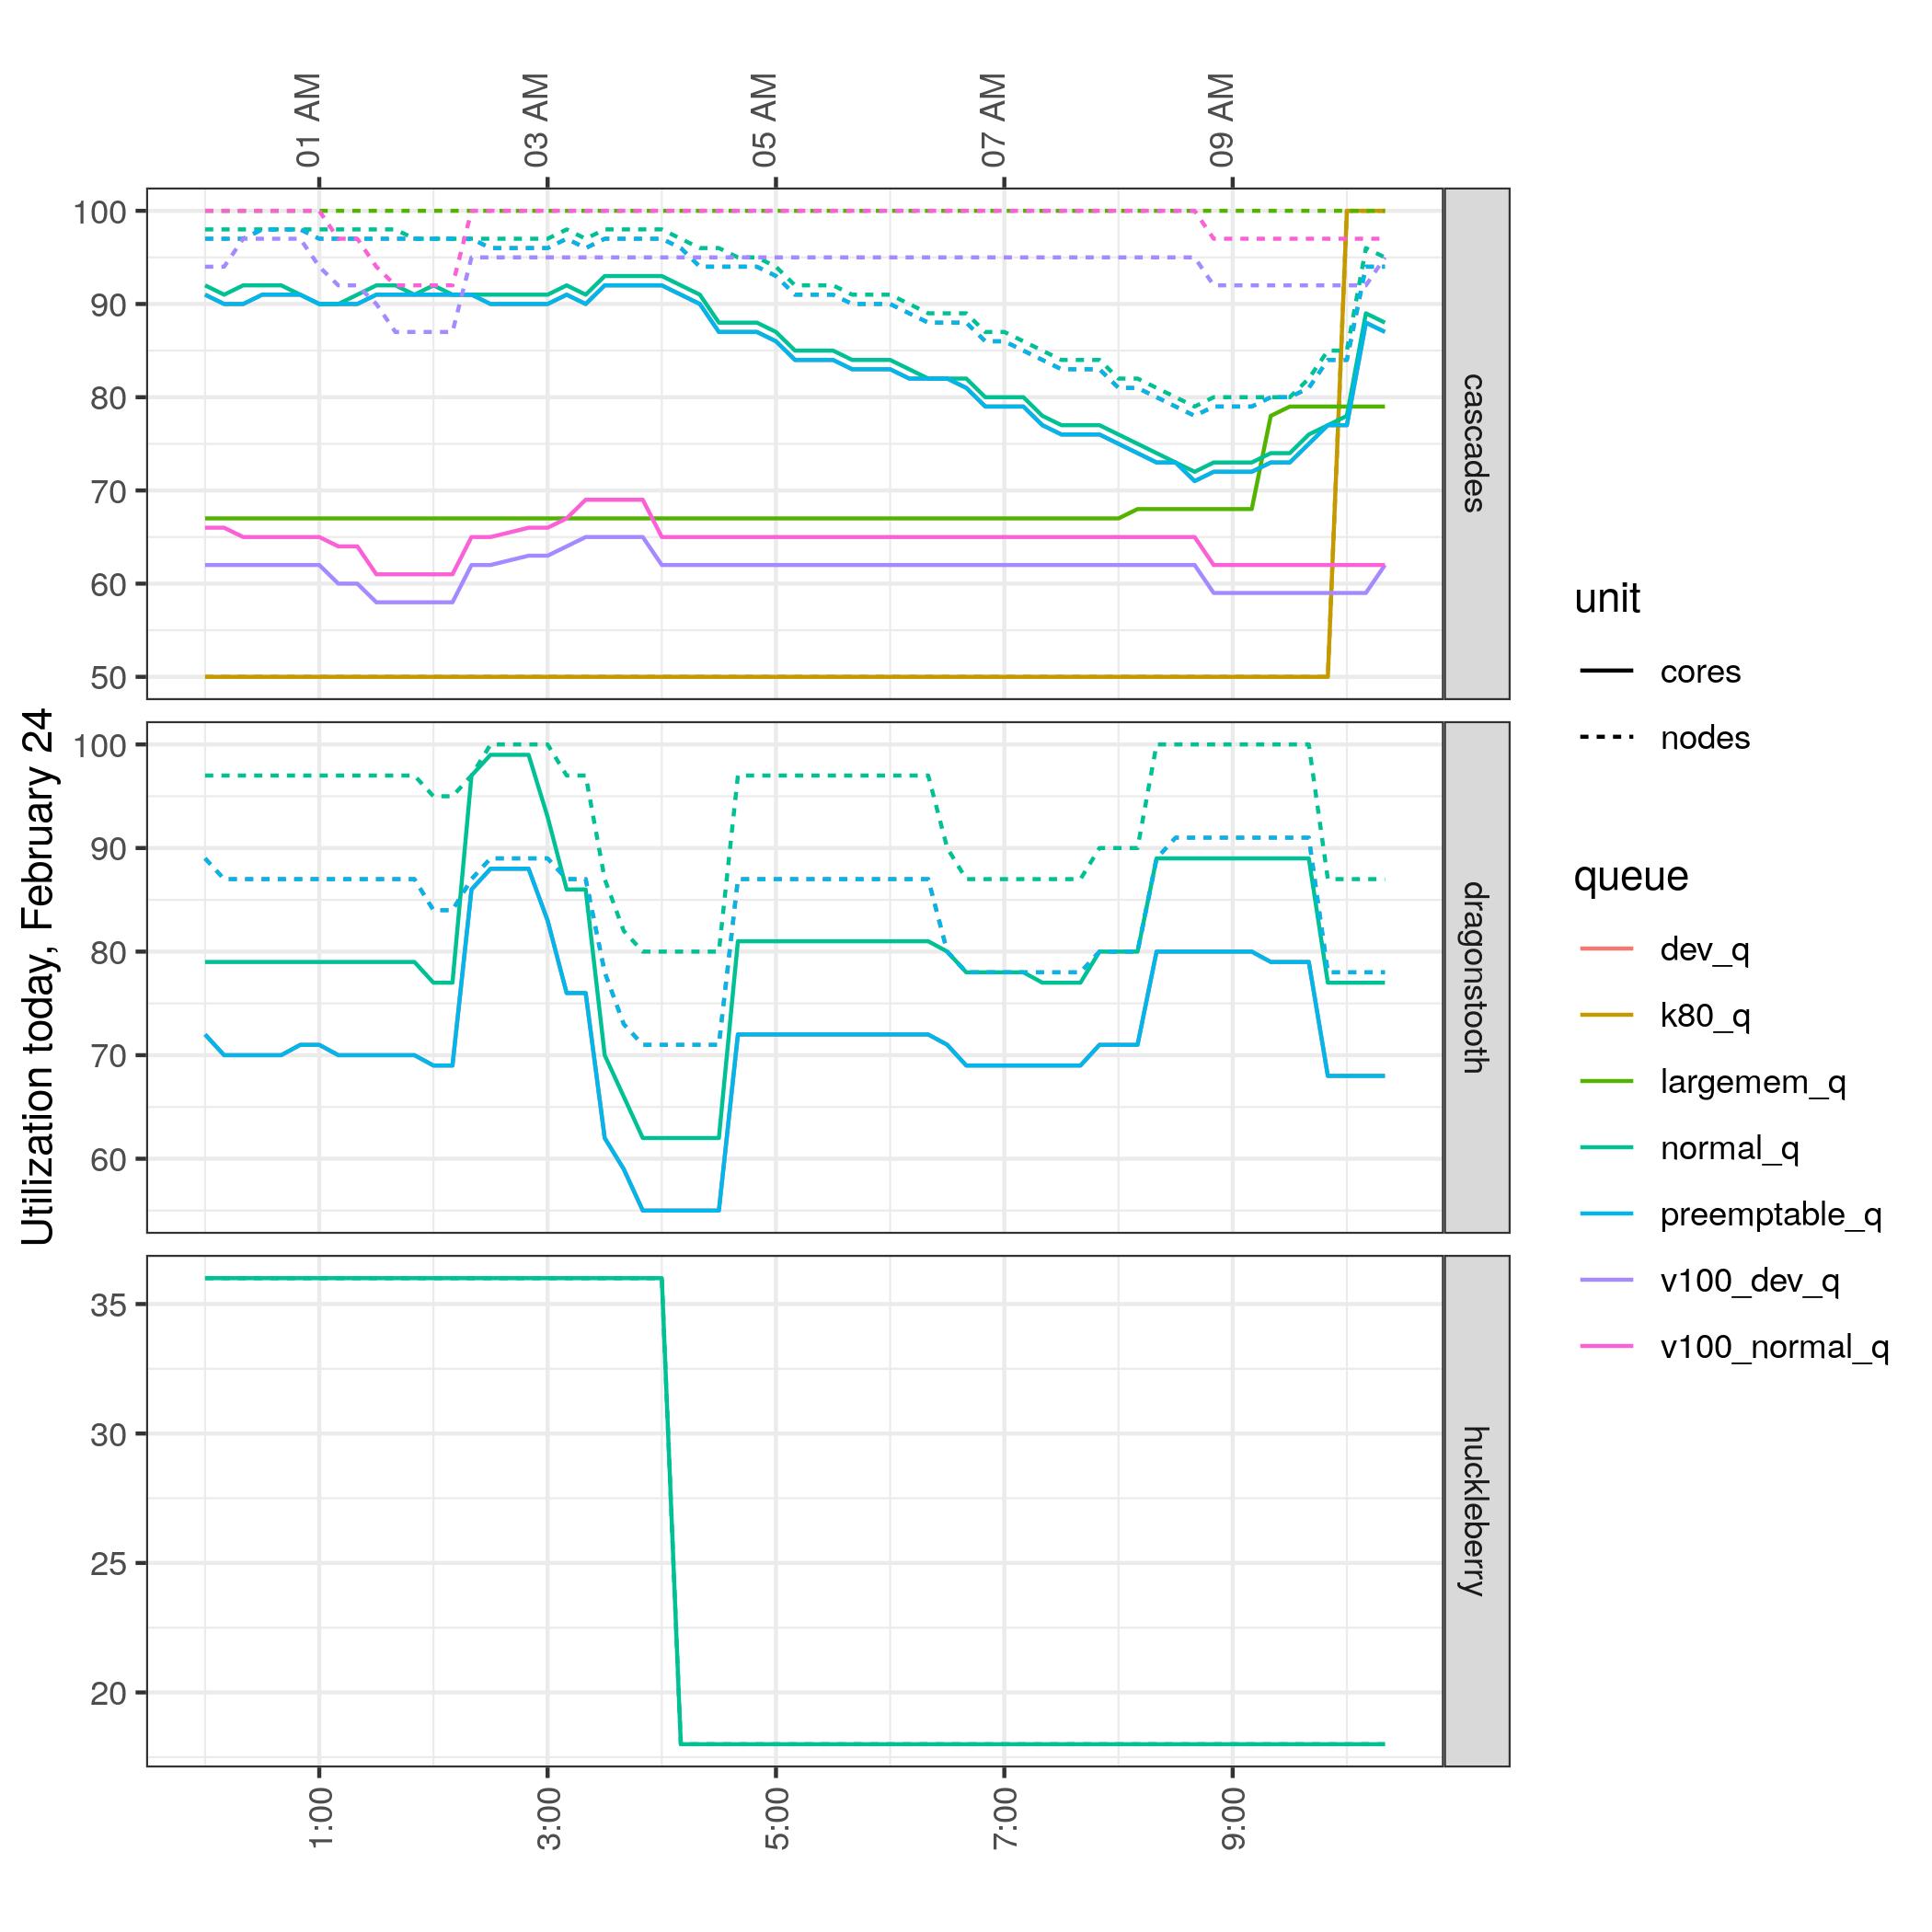 01 AM
03 AM
05 AM
07 AM
09 AM
100
90
80
70
60
50
cascades
100
90
80
70
60
dragonstooth
35
30
25
20
huckleberry
1:00
3:00
5:00
7:00
9:00
Utilization today, February 24
unit
cores
nodes
queue
dev_q
k80_q
largemem_q
normal_q
preemptable_q
v100_dev_q
v100_normal_q